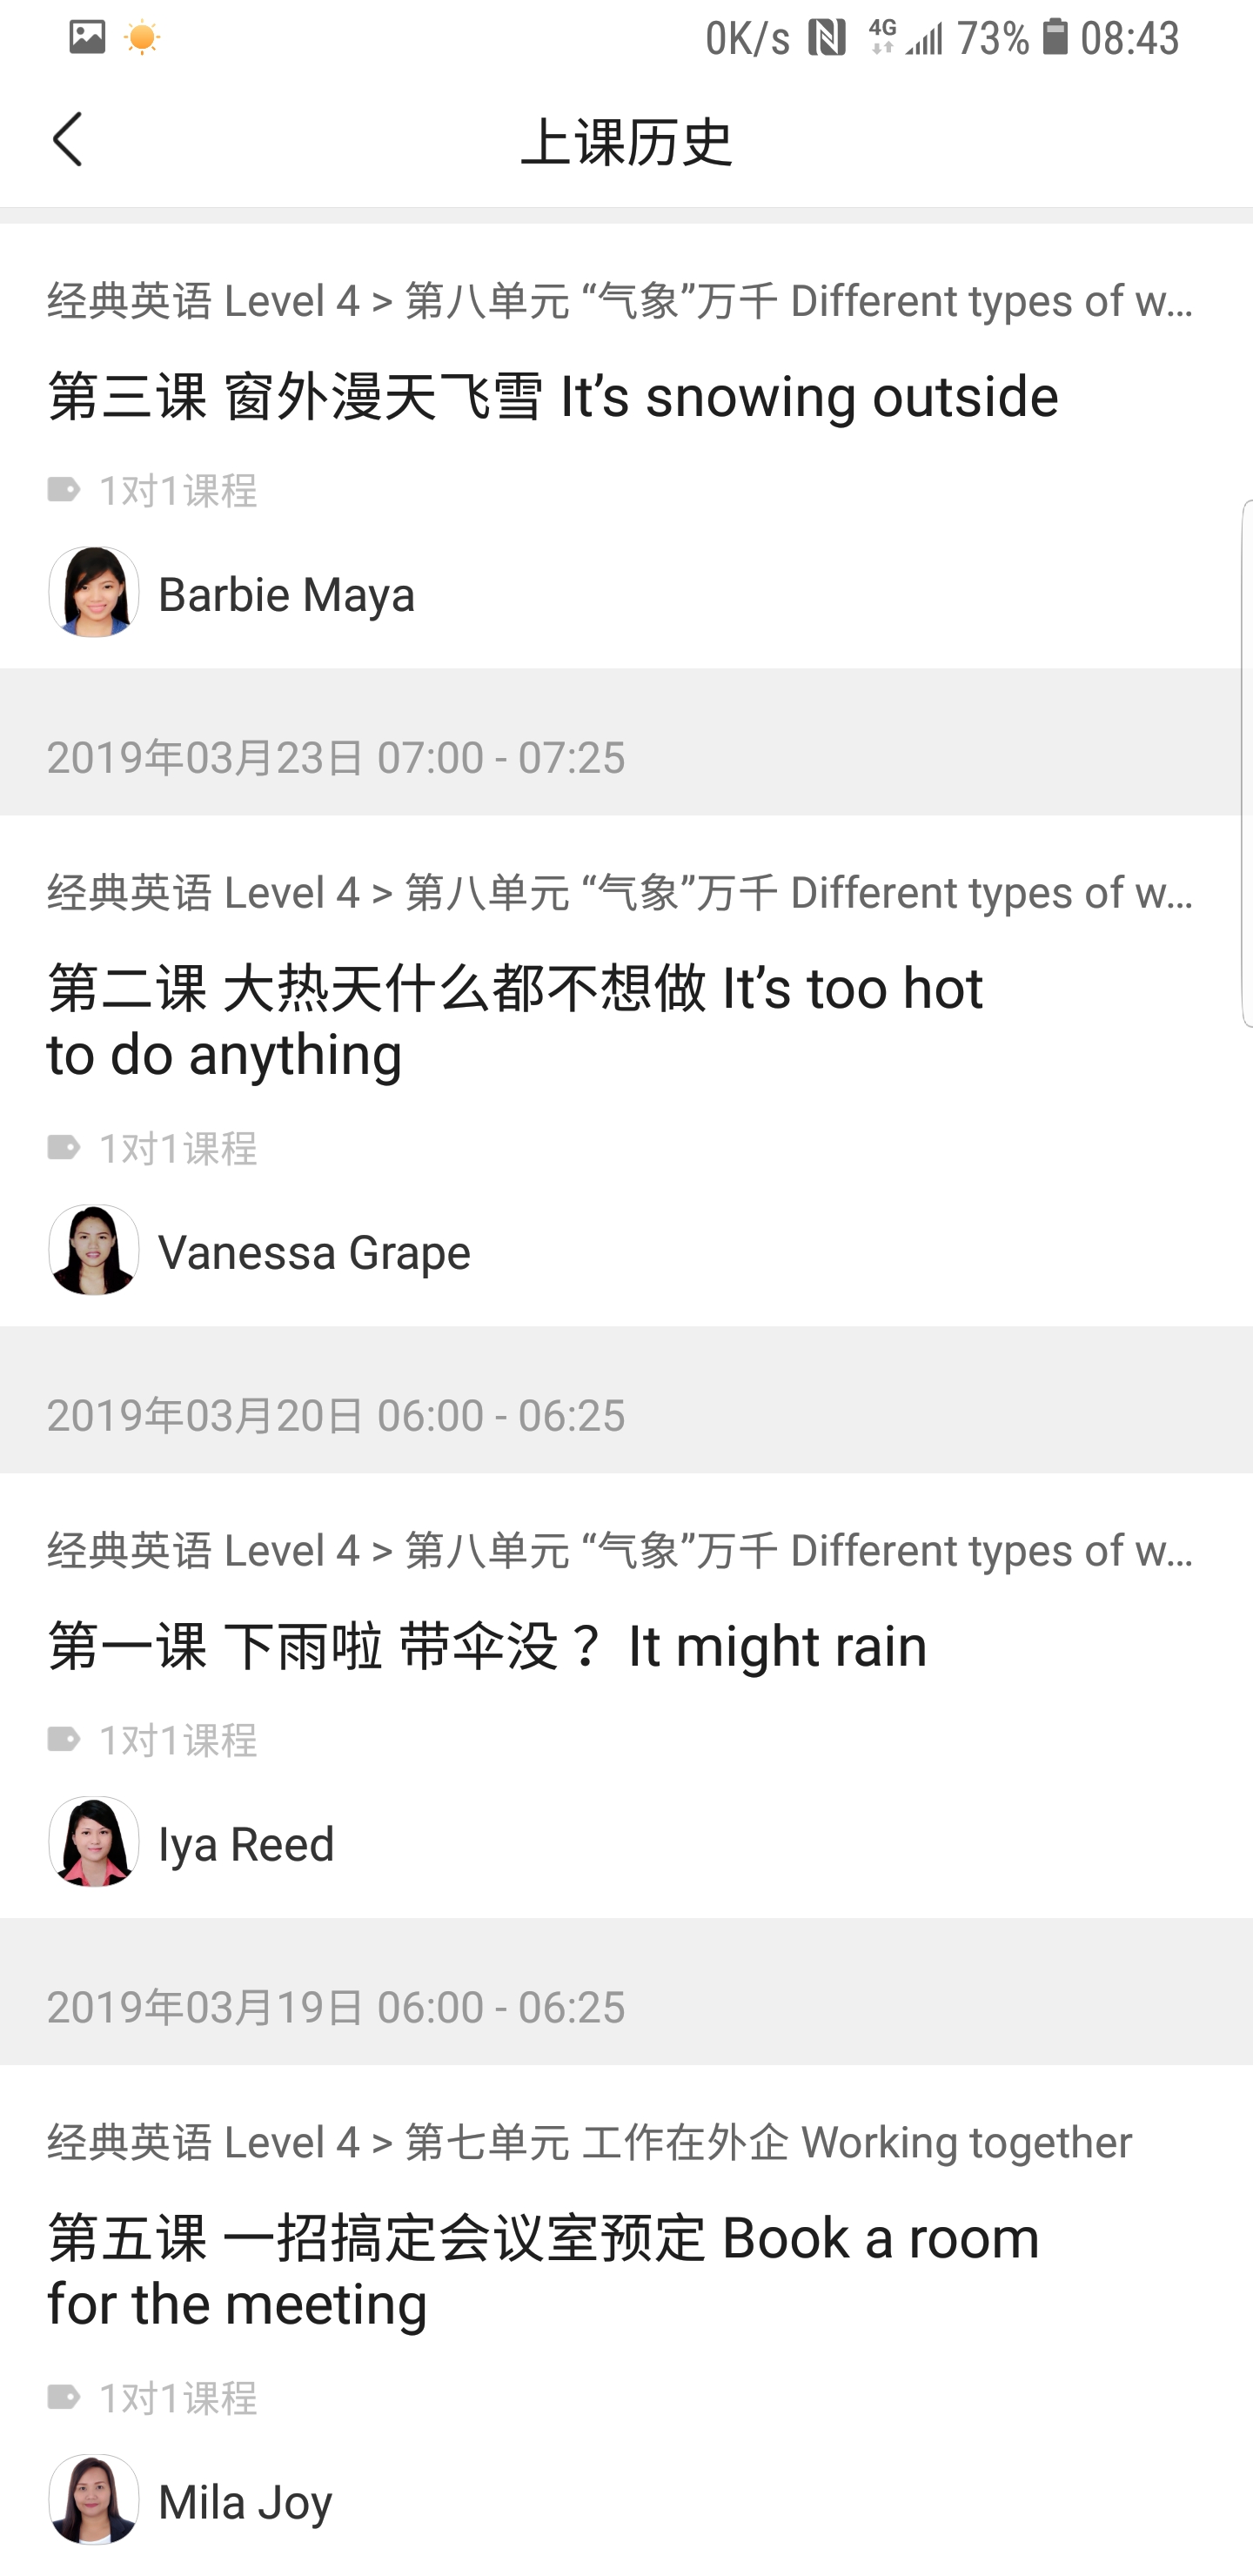 0K/s 4G 73% 08:43
上课历史
经典英语 Level 4 > 第八单元 “气象”万千 Different types of w...
第三课 窗外漫天飞雪 It’s snowing outside
1对1课程
Barbie Maya
2019年03月23日 07:00 - 07:25
经典英语 Level 4 > 第八单元 “气象”万千 Different types of w...
第二课 大热天什么都不想做 It’s too hot
to do anything
1对1课程
Vanessa Grape
2019年03月20日 06:00 - 06:25
经典英语 Level 4 > 第八单元 “气象”万千 Different types of w...
第一课 下雨啦 带伞没？ It might rain
1对1课程
Iya Reed
2019年03月19日 06:00 - 06:25
经典英语 Level 4 > 第七单元 工作在外企 Working together
第五课 一招搞定会议室预定 Book a room
for the meeting
1对1课程
Mila Joy